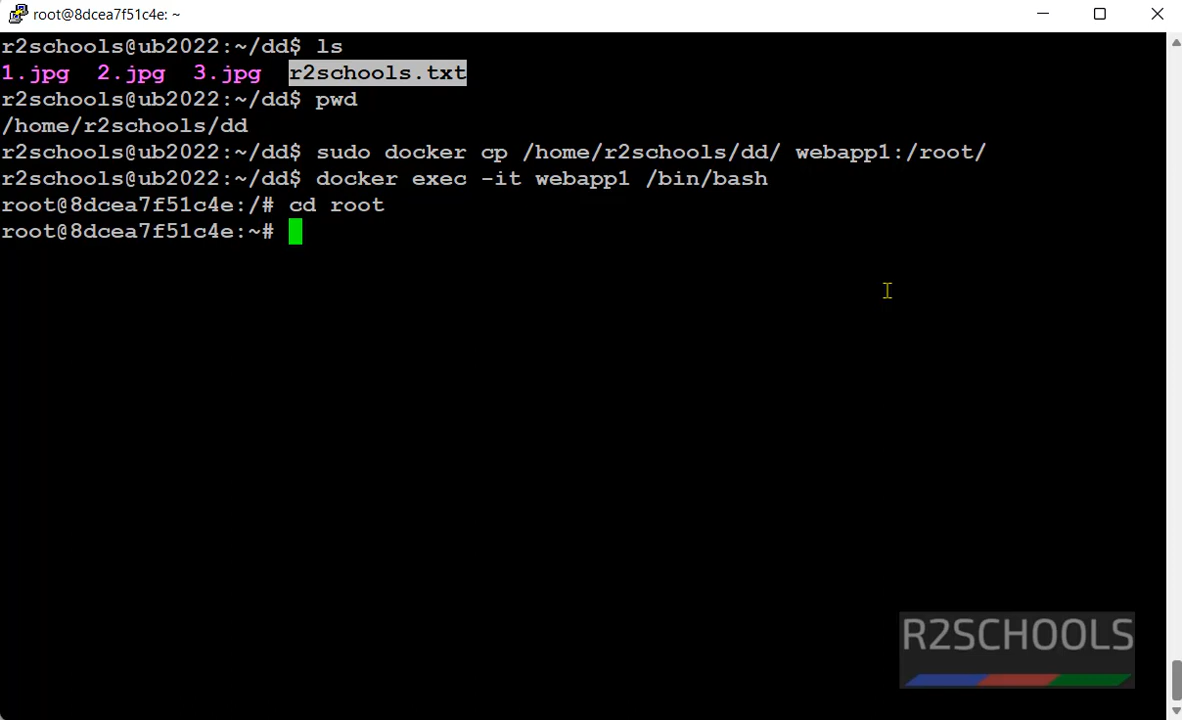 root@8dcea7f51c4e: ~
r2schools@ub2022:~/dd$ ls
1.jpg  2.jpg  3.jpg  r2schools.txt
r2schools@ub2022:~/dd$ pwd
/home/r2schools/dd
r2schools@ub2022:~/dd$ sudo docker cp /home/r2schools/dd/ webapp1:/root/
r2schools@ub2022:~/dd$ docker exec -it webapp1 /bin/bash
root@8dcea7f51c4e:/# cd root
root@8dcea7f51c4e:~#
R2SCHOOLS